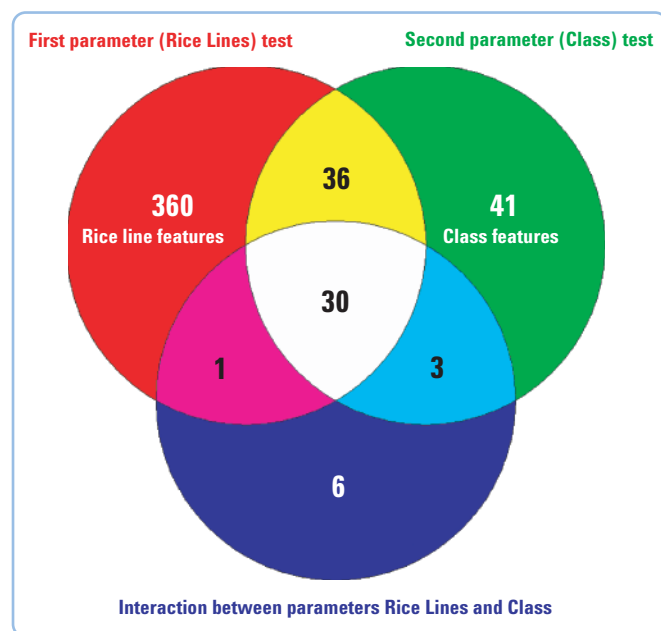 First parameter (Rice Lines) test
Second parameter (Class) test
36
360
Rice line features
41
Class features
30
1
3
6
Interaction between parameters Rice Lines and Class